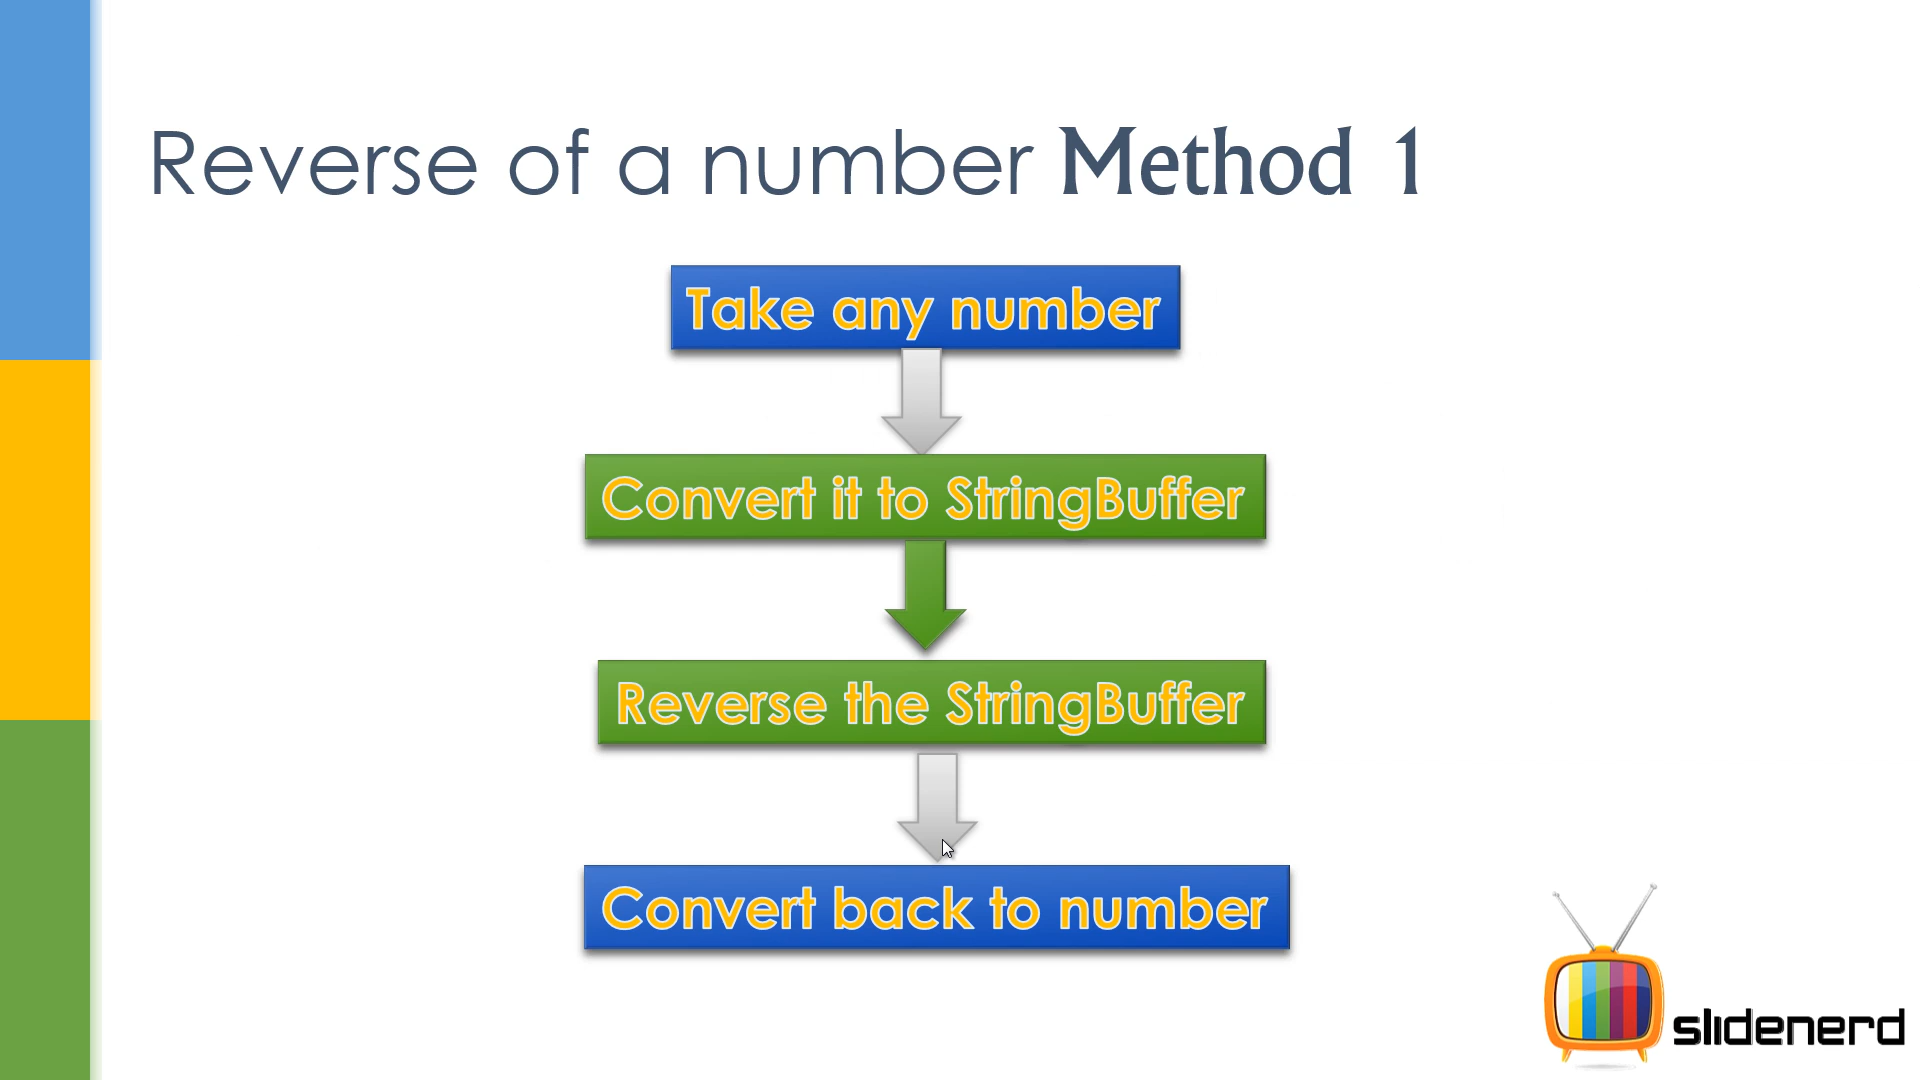 Reverse of a number Method 1
Take any number
Convert it to StringBuffer
Reverse the StringBuffer
Convert back to number
slidenerd